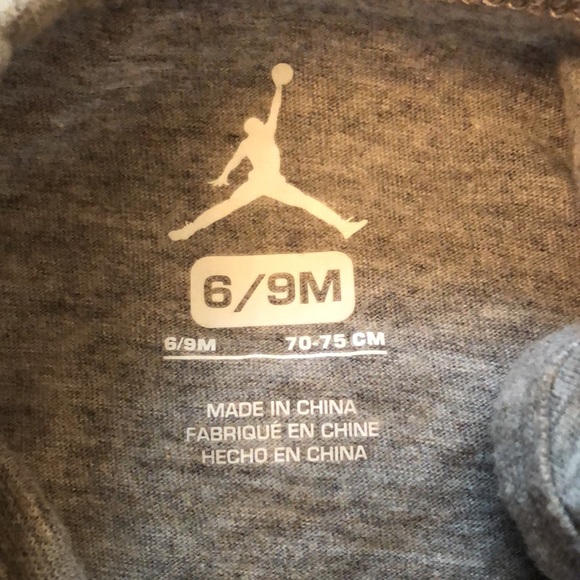 6/9M
6/9M 70-75 CM
MADE IN CHINA
FABRIQUÉ EN CHINE
HECHO EN CHINA